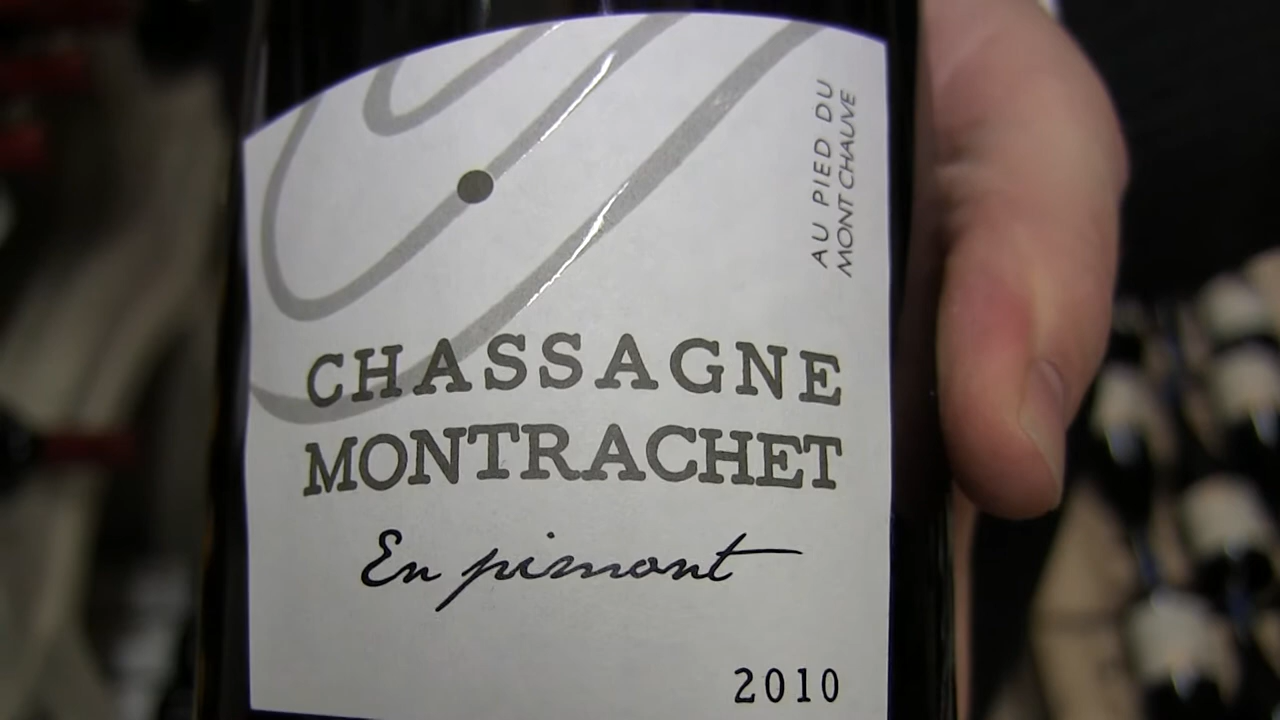 AU PIED DU
MONT CHAUVE
CHASSAGNE
MONTRACHET
En pimont
2010